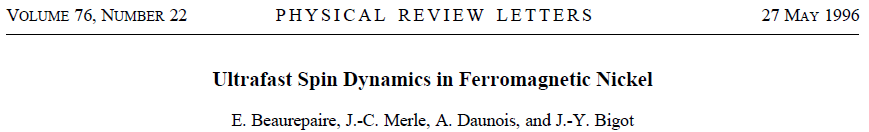 VOLUME 76, NUMBER 22 PHYSICAL REVIEW LETTERS 27 MAY 1996
Ultrafast Spin Dynamics in Ferromagnetic Nickel
E. Beaurepaire, J.-C. Merle, A. Daunois, and J.-Y. Bigot